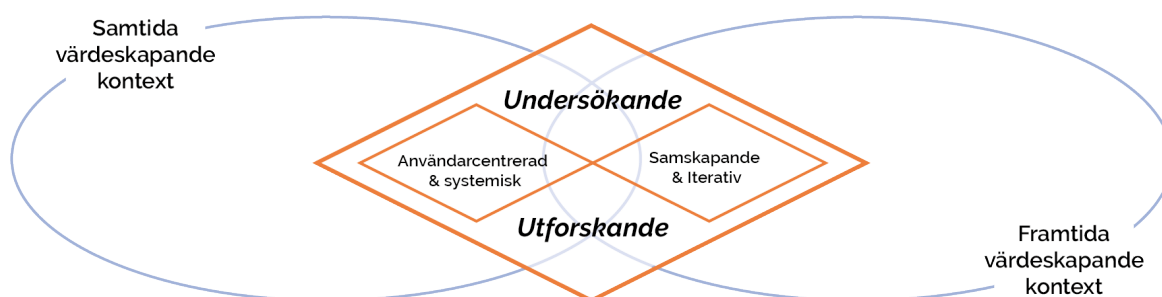 Samtida
värdeskapande
kontext
Undersökande
Användarcentrerad
& systemisk
Samskapande
& Iterativ
Utforskande
Framtida
värdeskapande
kontext